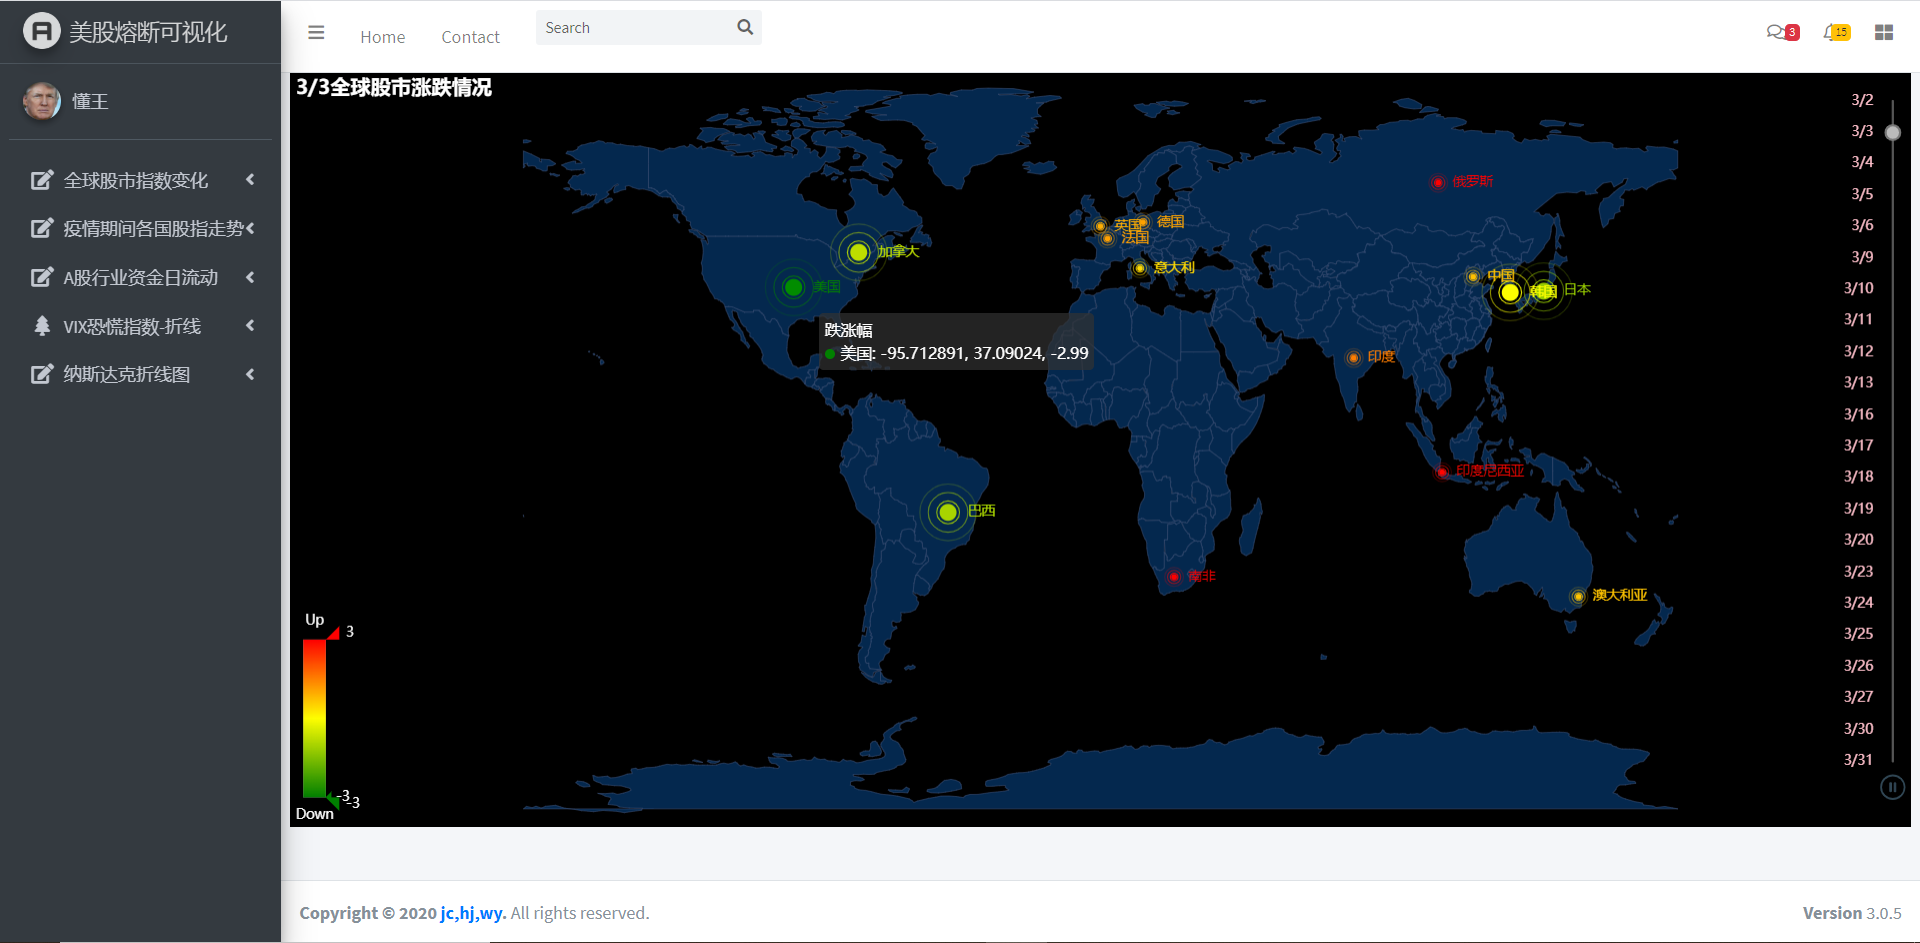 美股熔断可视化
Home
Contact
Search
3
15
懂王
全球股市指数变化
疫情期间各国股指走势
A股行业资金日流动
VIX恐慌指数-折线
纳斯达克折线图
3/3全球股市涨跌情况
俄罗斯
英国
德国
法国
意大利
加拿大
美国
中国
韩国
日本
跌涨幅
美国: -95.712891, 37.09024, -2.99
印度
印度尼西亚
巴西
南非
澳大利亚
Up
3
-3
-3
Down
3/2
3/3
3/4
3/5
3/6
3/9
3/10
3/11
3/12
3/13
3/16
3/17
3/18
3/19
3/20
3/23
3/24
3/25
3/26
3/27
3/30
3/31
Copyright © 2020 jc,hj,wy. All rights reserved.
Version 3.0.5